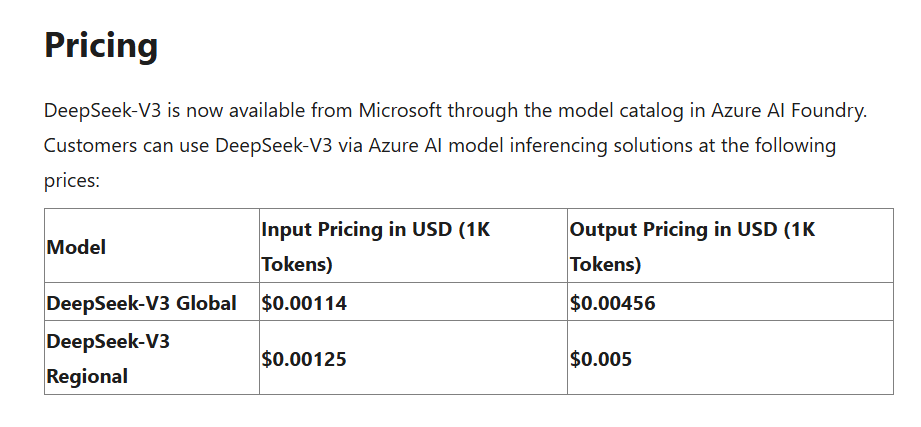 Pricing
DeepSeek-V3 is now available from Microsoft through the model catalog in Azure AI Foundry.
Customers can use DeepSeek-V3 via Azure AI model inferencing solutions at the following
prices:
Model
Input Pricing in USD (1K
Tokens)
Output Pricing in USD (1K
Tokens)
DeepSeek-V3 Global
$0.00114
$0.00456
DeepSeek-V3
Regional
$0.00125
$0.005